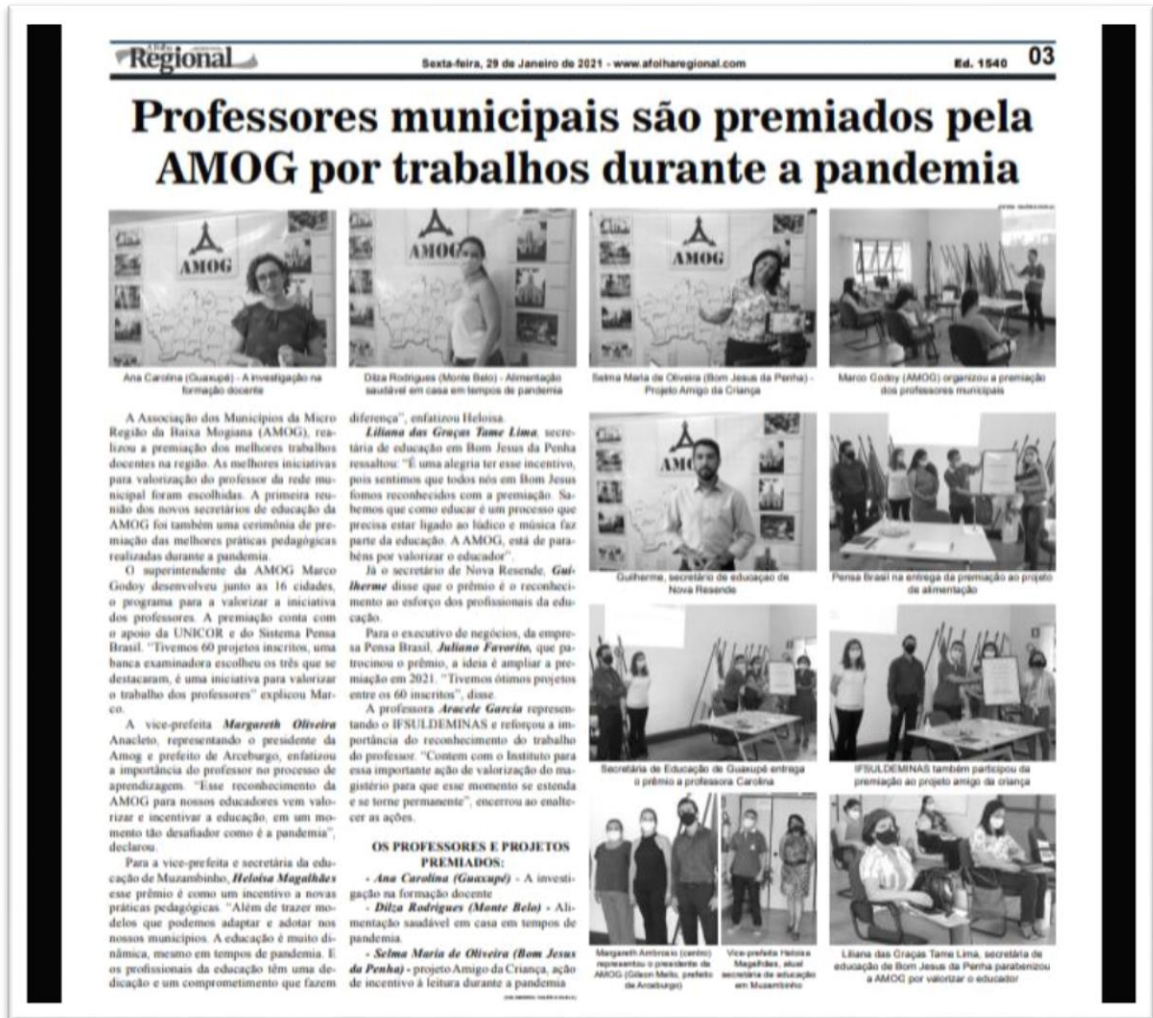 A Folha
Regional
Sexta-feira, 29 de Janeiro de 2021 - www.afolharegional.com
Ed. 1540
03
Professores municipais são premiados pela
AMOG por trabalhos durante a pandemia
AMOG
AMOG
AMOG
Ana Carolina (Guaxupé) - A investigação na
formação docente
Dilza Rodrigues (Monte Belo) - Alimentação
saudável em casa em tempos de pandemia
Selma Maria de Oliveira (Bom Jesus da Penha) -
Projeto Amigo da Criança
Marco Godoy (AMOG) organizou a premiação
dos professores municipais
A Associação dos Municípios da Micro
Região da Baixa Mogiana (AMOG), rea-
lizou a premiação dos melhores trabalhos
docentes na região. As melhores iniciativas
para valorização do professor da rede mu-
nicipal foram escolhidas. A primeira reu-
nião dos novos secretários de educação da
AMOG foi também uma cerimônia de pre-
miação das melhores práticas pedagógicas
realizadas durante a pandemia.
O superintendente da AMOG Marco
Godoy desenvolveu junto as 16 cidades,
o programa para a valorizar a iniciativa
dos professores. A premiação conta com
o apoio da UNICOR e do Sistema Pensa
Brasil. "Tivemos 60 projetos inscritos, uma
banca examinadora escolheu os três que se
destacaram, é uma iniciativa para valorizar
o trabalho dos professores" explicou Mar-
co.
A vice-prefeita Margareth Oliveira
Anacleto, representando o presidente da
Amog e prefeito de Arceburgo, enfatizou
a importância do professor no processo de
aprendizagem. "Esse reconhecimento da
AMOG para nossos educadores vem valo-
rizar e incentivar a educação, em um mo-
mento tão desafiador como é a pandemia",
declarou.
Para a vice-prefeita e secretária da edu-
cação de Muzambinho, Heloisa Magalhães
esse prêmio é como um incentivo a novas
práticas pedagógicas. "Além de trazer mo-
delos que podemos adaptar e adotar nos
nossos municípios. A educação é muito di-
nâmica, mesmo em tempos de pandemia. E
os profissionais da educação têm uma de-
dicação e um comprometimento que fazem
diferença", enfatizou Heloisa.
Liliana das Graças Tame Lima, secre-
tária de educação em Bom Jesus da Penha
ressaltou: "É uma alegria ter esse incentivo,
pois sentimos que todos nós em Bom Jesus
fomos reconhecidos com a premiação. Sa-
bemos que como educar é um processo que
precisa estar ligado ao lúdico e música faz
parte da educação. A AMOG, está de para-
béns por valorizar o educador".
Já o secretário de Nova Resende, Gui-
lherme disse que o prêmio é o reconheci-
mento ao esforço dos profissionais da edu-
cação.
Para o executivo de negócios, da empre-
sa Pensa Brasil, Juliano Favorito, que pa-
trocinou o prêmio, a ideia é ampliar a pre-
miação em 2021. "Tivemos ótimos projetos
entre os 60 inscritos", disse.
A professora Aracele Garcia represen-
tando o IFSULDEMINAS e reforçou a im-
portância do reconhecimento do trabalho
do professor. "Contem com o Instituto para
essa importante ação de valorização do ma-
gistério para que esse momento se estenda
e se torne permanente", encerrou ao enalte-
cer as ações.
OS PROFESSORES E PROJETOS
PREMIADOS:
- Ana Carolina (Guaxupé) - A investi-
gação na formação docente
- Dilza Rodrigues (Monte Belo) - Ali-
mentação saudável em casa em tempos de
pandemia.
- Selma Maria de Oliveira (Bom Jesus
da Penha) - projeto Amigo da Criança, ação
de incentivo à leitura durante a pandemia
Guilherme, secretário de educação de
Nova Resende
Pensa Brasil na entrega da premiação ao projeto
de alimentação
Secretária de Educação de Guaxupé entrega
o prêmio a professora Carolina
IFSULDEMINAS também participou da
premiação ao projeto amigo da criança
Margareth Ambrosio (centro)
representou o presidente da
AMOG (Gilson Mello, prefeito
de Arceburgo)
Vice-prefeita Heloisa
Magalhães, atual
secretária de educação
em Muzambinho
Liliana das Graças Tame Lima, secretária de
educação de Bom Jesus da Penha parabenizou
a AMOG por valorizar o educador